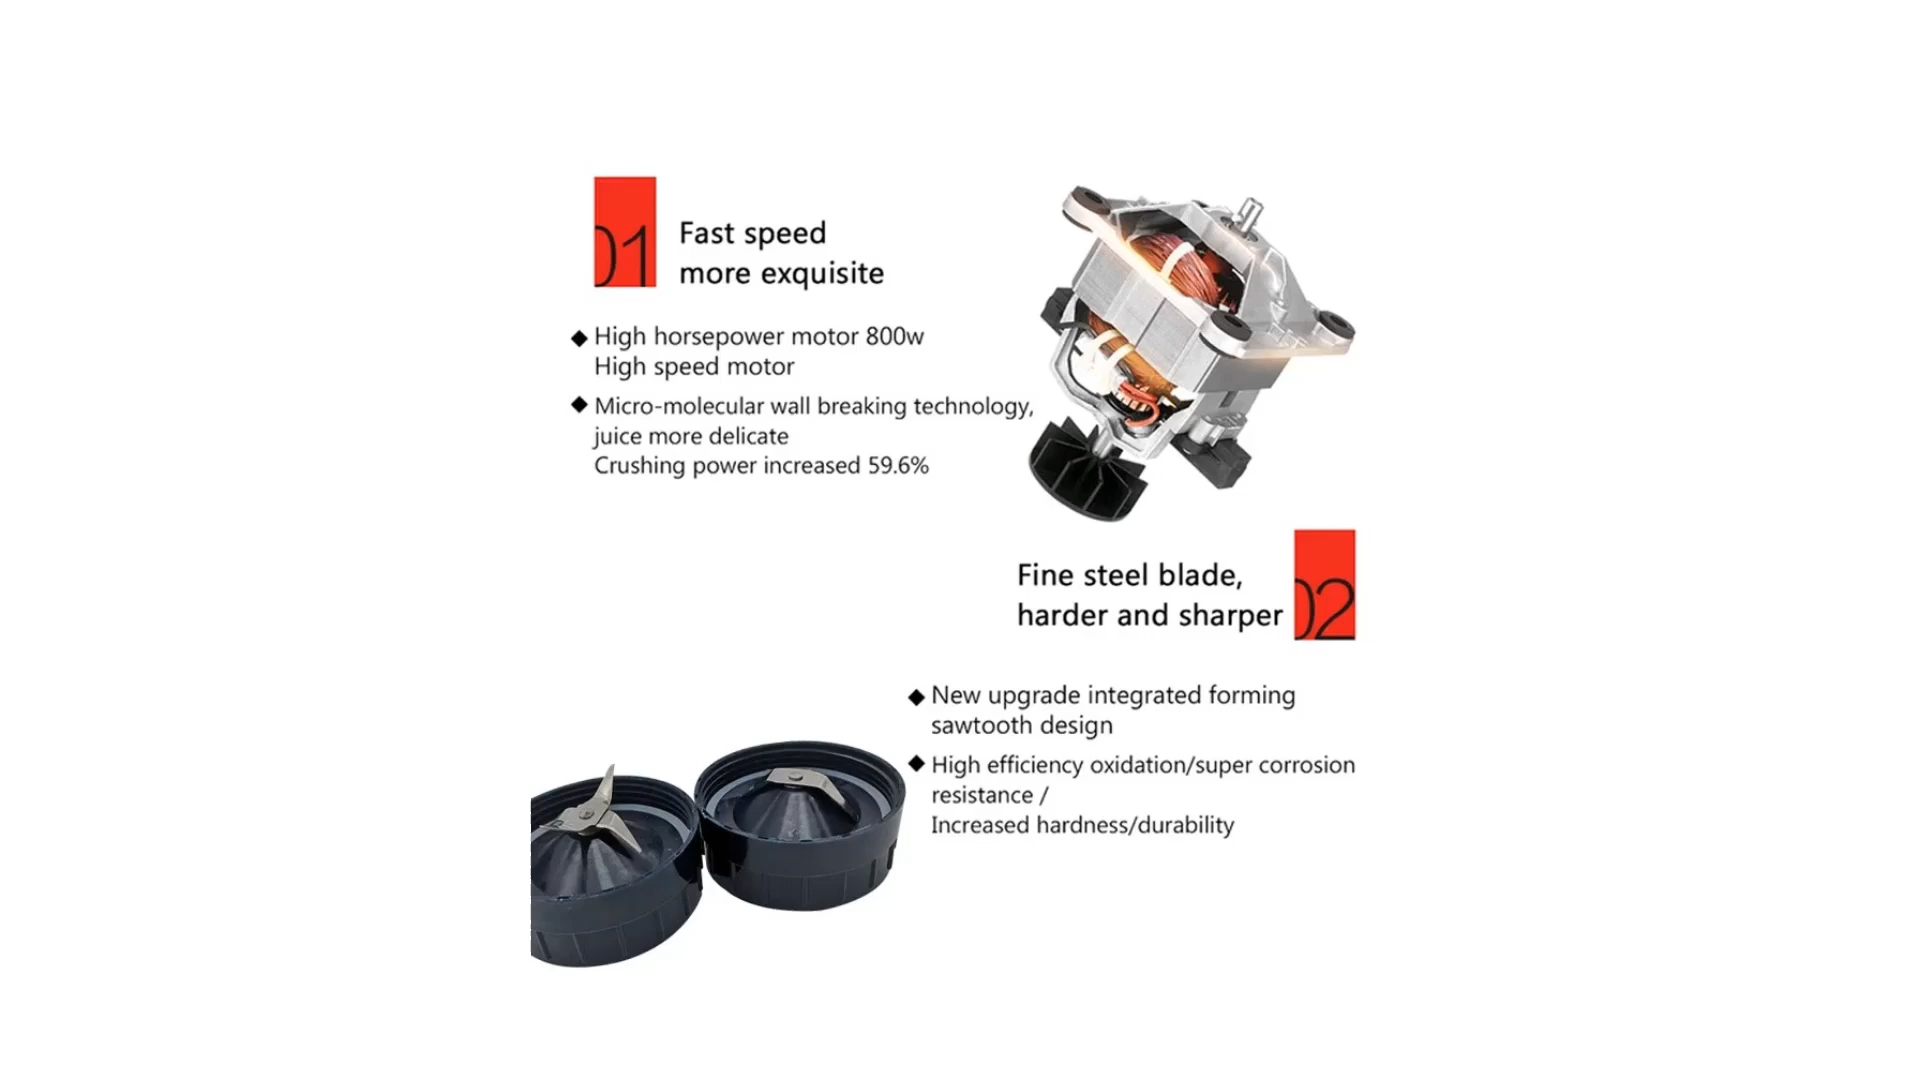 01
Fast speed
more exquisite
◆ High horsepower motor 800w
High speed motor
◆ Micro-molecular wall breaking technology,
juice more delicate
Crushing power increased 59.6%
Fine steel blade,
harder and sharper
02
◆ New upgrade integrated forming
sawtooth design
◆ High efficiency oxidation/super corrosion
resistance /
Increased hardness/durability